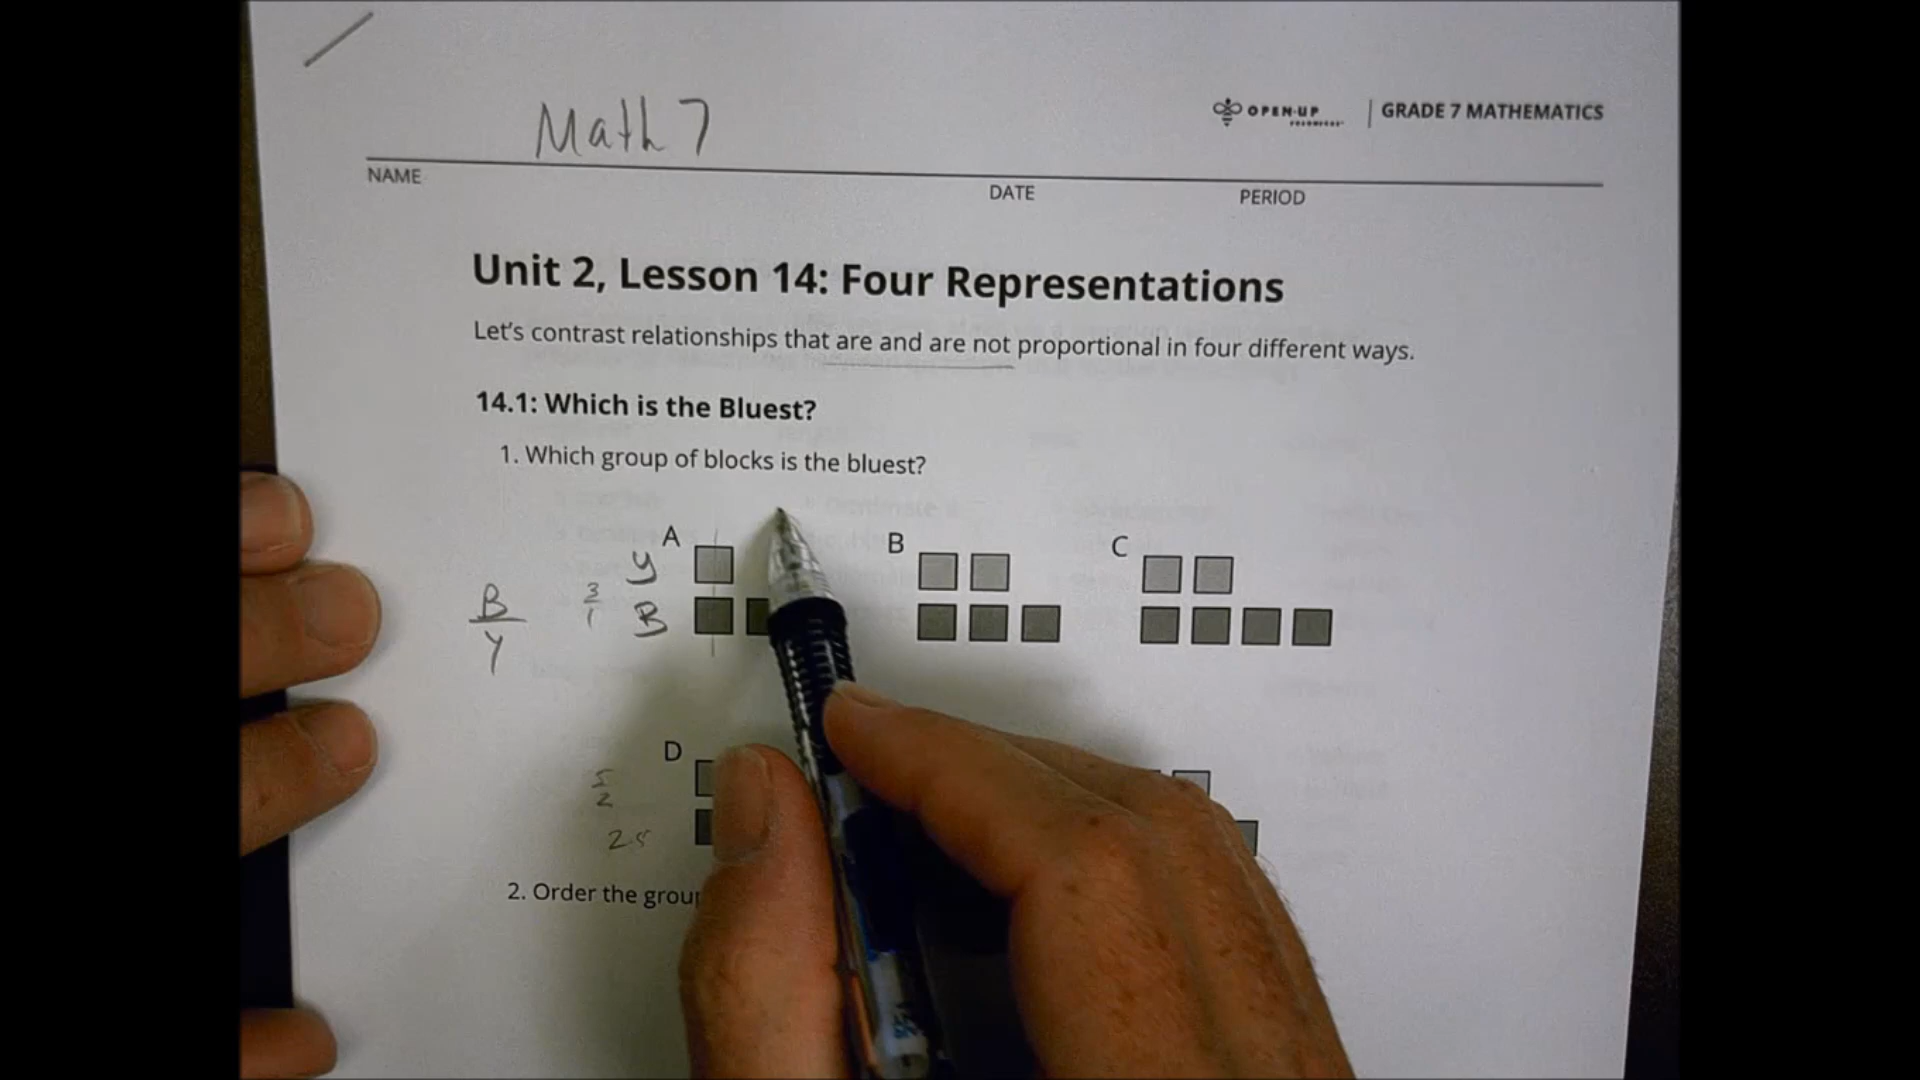 Math 7
OPEN-UP | GRADE 7 MATHEMATICS
NAME DATE PERIOD
Unit 2, Lesson 14: Four Representations
Let's contrast relationships that are and are not proportional in four different ways.
14.1: Which is the Bluest?
1. Which group of blocks is the bluest?
A B C
y
B
3
1
B
Y
D
5
2
2.5
2. Order the